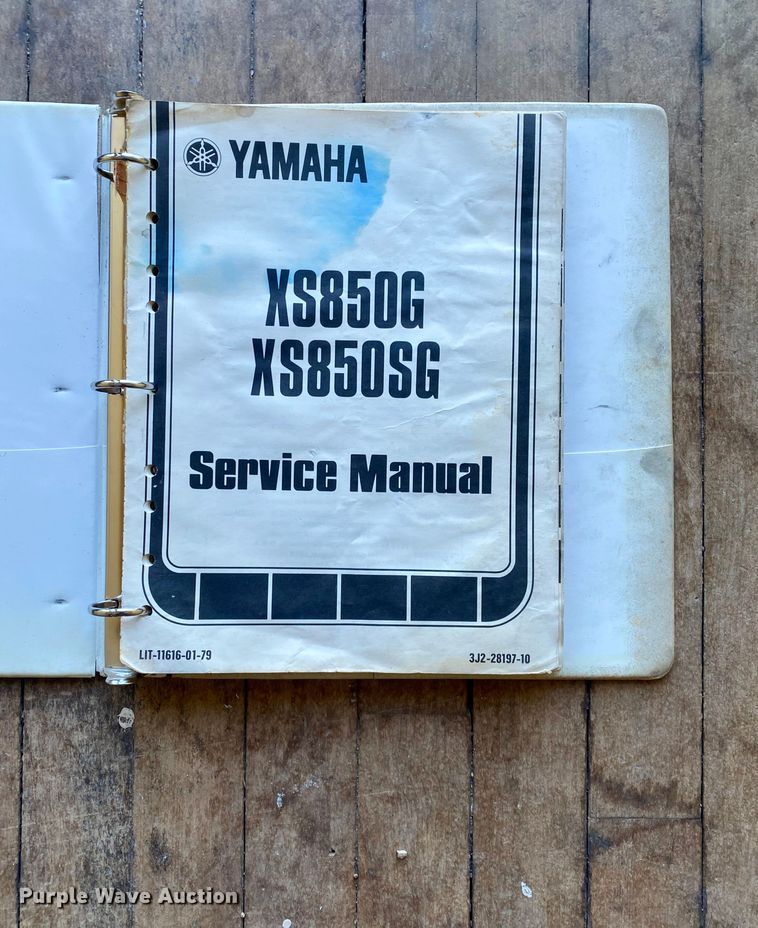 YAMAHA
XS850G
XS850SG
Service Manual
LIT-11616-01-79 3J2-28197-10
Purple Wave Auction